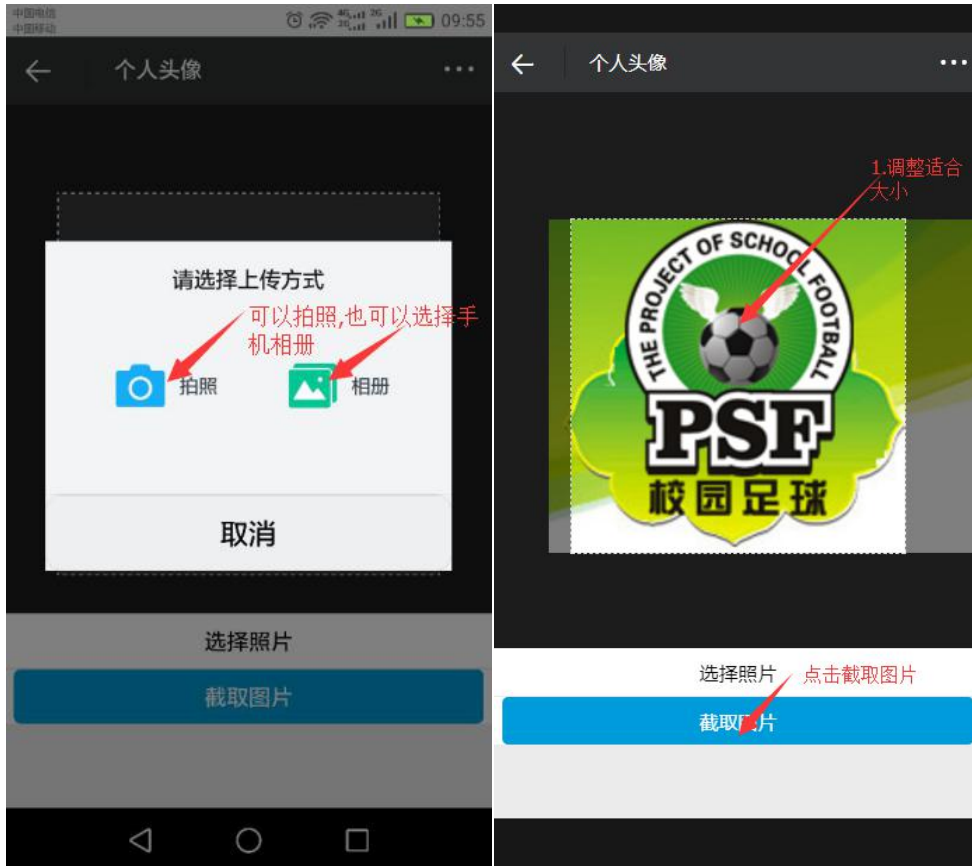 中国电信
中国移动
4G
2G
2G
09:55
个人头像
请选择上传方式
可以拍照,也可以选择手
机相册
拍照
相册
取消
选择照片
截取图片
个人头像
1.调整适合
大小
THE PROJECT OF SCHOOL FOOTBALL
PSF
校园足球
选择照片
点击截取图片
截取图片